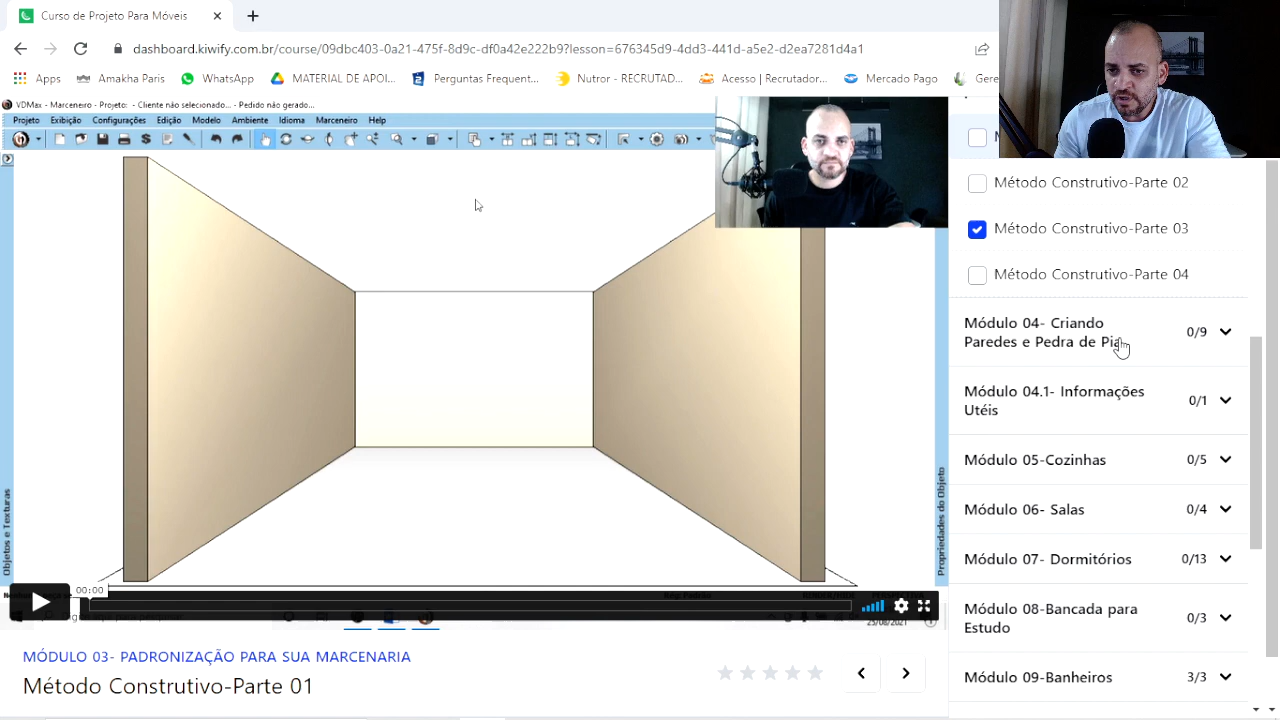 Curso de Projeto Para Móveis
dashboard.kiwify.com.br/course/09dbc403-0a21-475f-8d9c-df0a42e222b9?lesson=676345d9-4dd3-441d-a5e2-d2ea7281d4a1
Apps Amakha Paris WhatsApp MATERIAL DE APOI... Perguntas Frequent... Nutror - RECRUTAD... Acesso | Recrutador... Mercado Pago Gere
VDMax - Marceneiro - Projeto: - Cliente não selecionado... - Pedido não gerado...
Projeto Exibição Configurações Edição Modelo Ambiente Idioma Marceneiro Help
Método Construtivo-Parte 02
Método Construtivo-Parte 03
Método Construtivo-Parte 04
Módulo 04- Criando
Paredes e Pedra de Pia
0/9
Módulo 04.1- Informações
Utéis
0/1
Módulo 05-Cozinhas 0/5
Módulo 06- Salas 0/4
Módulo 07- Dormitórios 0/13
Módulo 08-Bancada para
Estudo
0/3
Módulo 09-Banheiros 3/3
Objetos e Texturas
Propriedades do Objeto
00:00
25/08/2021
MÓDULO 03- PADRONIZAÇÃO PARA SUA MARCENARIA
Método Construtivo-Parte 01